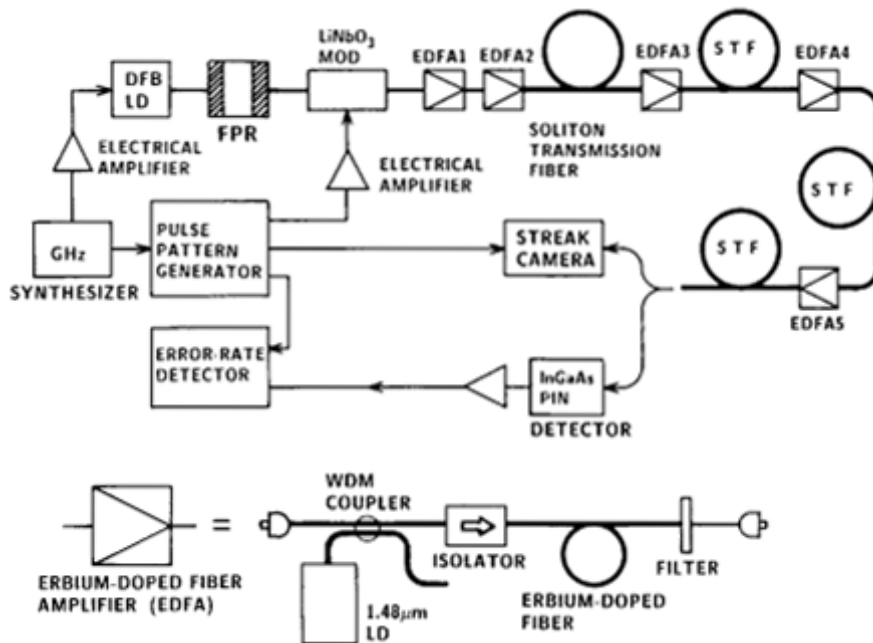 LiNbO3
MOD
EDFA1
EDFA2
EDFA3
STF
EDFA4
DFB
LD
FPR
ELECTRICAL
AMPLIFIER
ELECTRICAL
AMPLIFIER
SOLITON
TRANSMISSION
FIBER
STF
GHz
SYNTHESIZER
PULSE
PATTERN
GENERATOR
STREAK
CAMERA
STF
EDFA5
ERROR-RATE
DETECTOR
InGaAs
PIN
DETECTOR
WDM
COUPLER
=
ISOLATOR
FILTER
ERBIUM-DOPED FIBER
AMPLIFIER (EDFA)
1.48μm
LD
ERBIUM-DOPED
FIBER